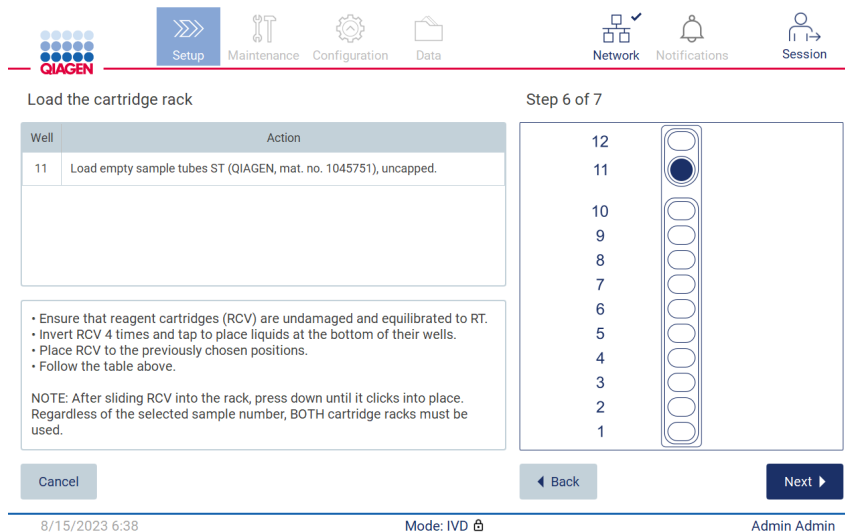 QIAGEN
Setup
Maintenance
Configuration
Data
Network
Notifications
Session
Load the cartridge rack
Step 6 of 7
Well Action
11 Load empty sample tubes ST (QIAGEN, mat. no. 1045751), uncapped.
• Ensure that reagent cartridges (RCV) are undamaged and equilibrated to RT.
• Invert RCV 4 times and tap to place liquids at the bottom of their wells.
• Place RCV to the previously chosen positions.
• Follow the table above.
NOTE: After sliding RCV into the rack, press down until it clicks into place.
Regardless of the selected sample number, BOTH cartridge racks must be
used.
12
11
10
9
8
7
6
5
4
3
2
1
Cancel
Back
Next
8/15/2023 6:38
Mode: IVD
Admin Admin